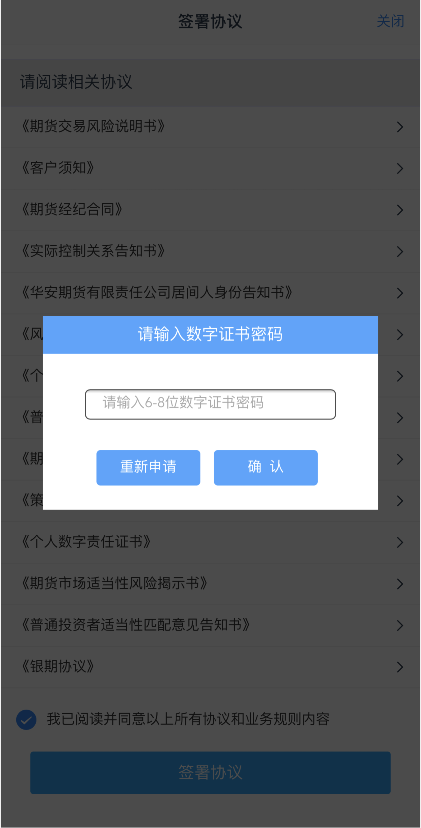 签署协议
关闭
请阅读相关协议
《期货交易风险说明书》
《客户须知》
《期货经纪合同》
《实际控制关系告知书》
《华安期货有限责任公司居间人身份告知书》
《风
请输入数字证书密码
《个
请输入6-8位数字证书密码
《普
《期
重新申请
确 认
《策
《个人数字责任证书》
《期货市场适当性风险揭示书》
《普通投资者适当性匹配意见告知书》
《银期协议》
我已阅读并同意以上所有协议和业务规则内容
签署协议